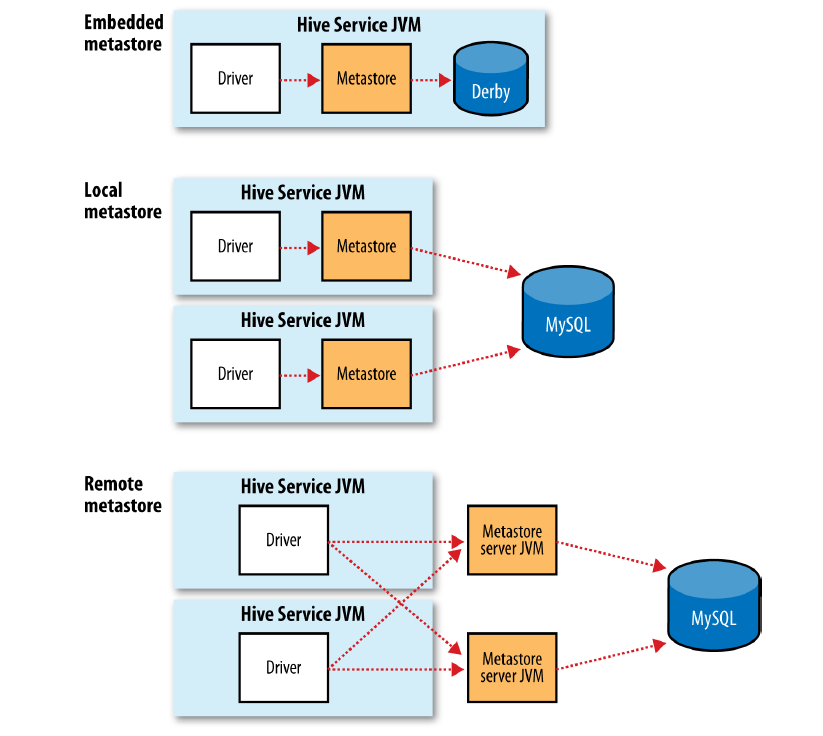 Embedded
metastore
Hive Service JVM
Driver
Metastore
Derby
Local
metastore
Hive Service JVM
Driver
Metastore
Hive Service JVM
Driver
Metastore
MySQL
Remote
metastore
Hive Service JVM
Driver
Metastore
server JVM
Hive Service JVM
Driver
Metastore
server JVM
MySQL